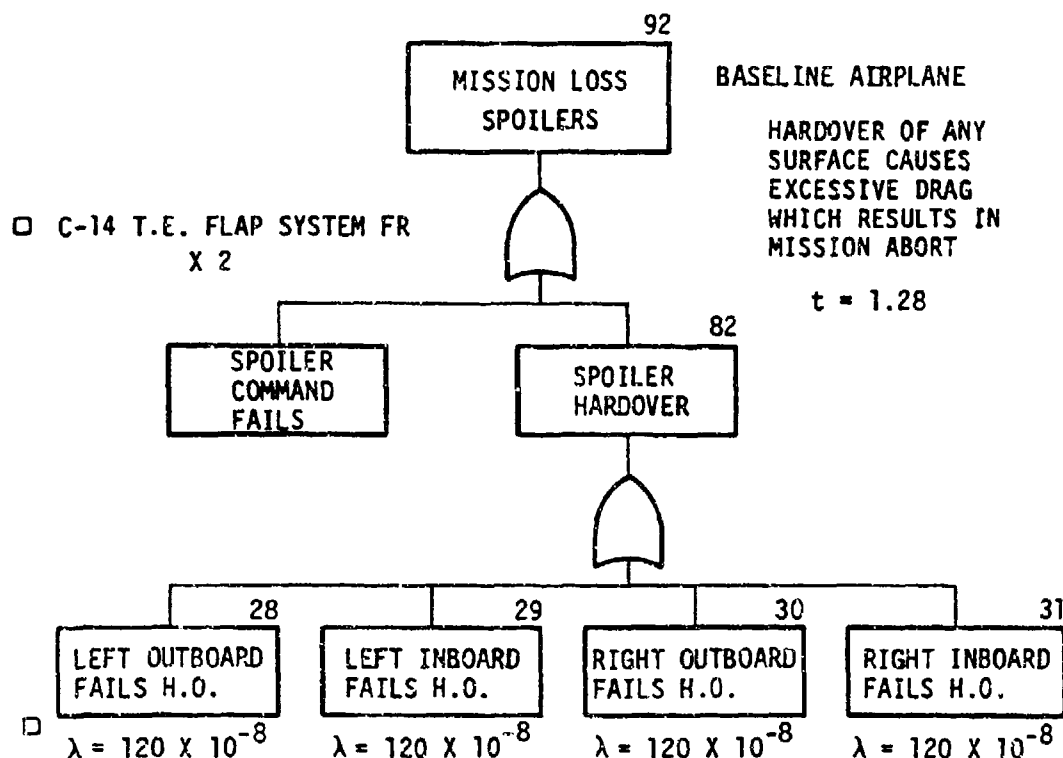 92
MISSION LOSS
SPOILERS
BASELINE AIRPLANE
HARDOVER OF ANY
SURFACE CAUSES
EXCESSIVE DRAG
WHICH RESULTS IN
MISSION ABORT
t = 1.28
C-14 T.E. FLAP SYSTEM FR
X 2
SPOILER
COMMAND
FAILS
82
SPOILER
HARDOVER
28
LEFT OUTBOARD
FAILS H.O.
λ = 120 X 10⁻⁸
29
LEFT INBOARD
FAILS H.O.
λ = 120 X 10⁻⁸
30
RIGHT OUTBOARD
FAILS H.O.
λ = 120 X 10⁻⁸
31
RIGHT INBOARD
FAILS H.O.
λ = 120 X 10⁻⁸